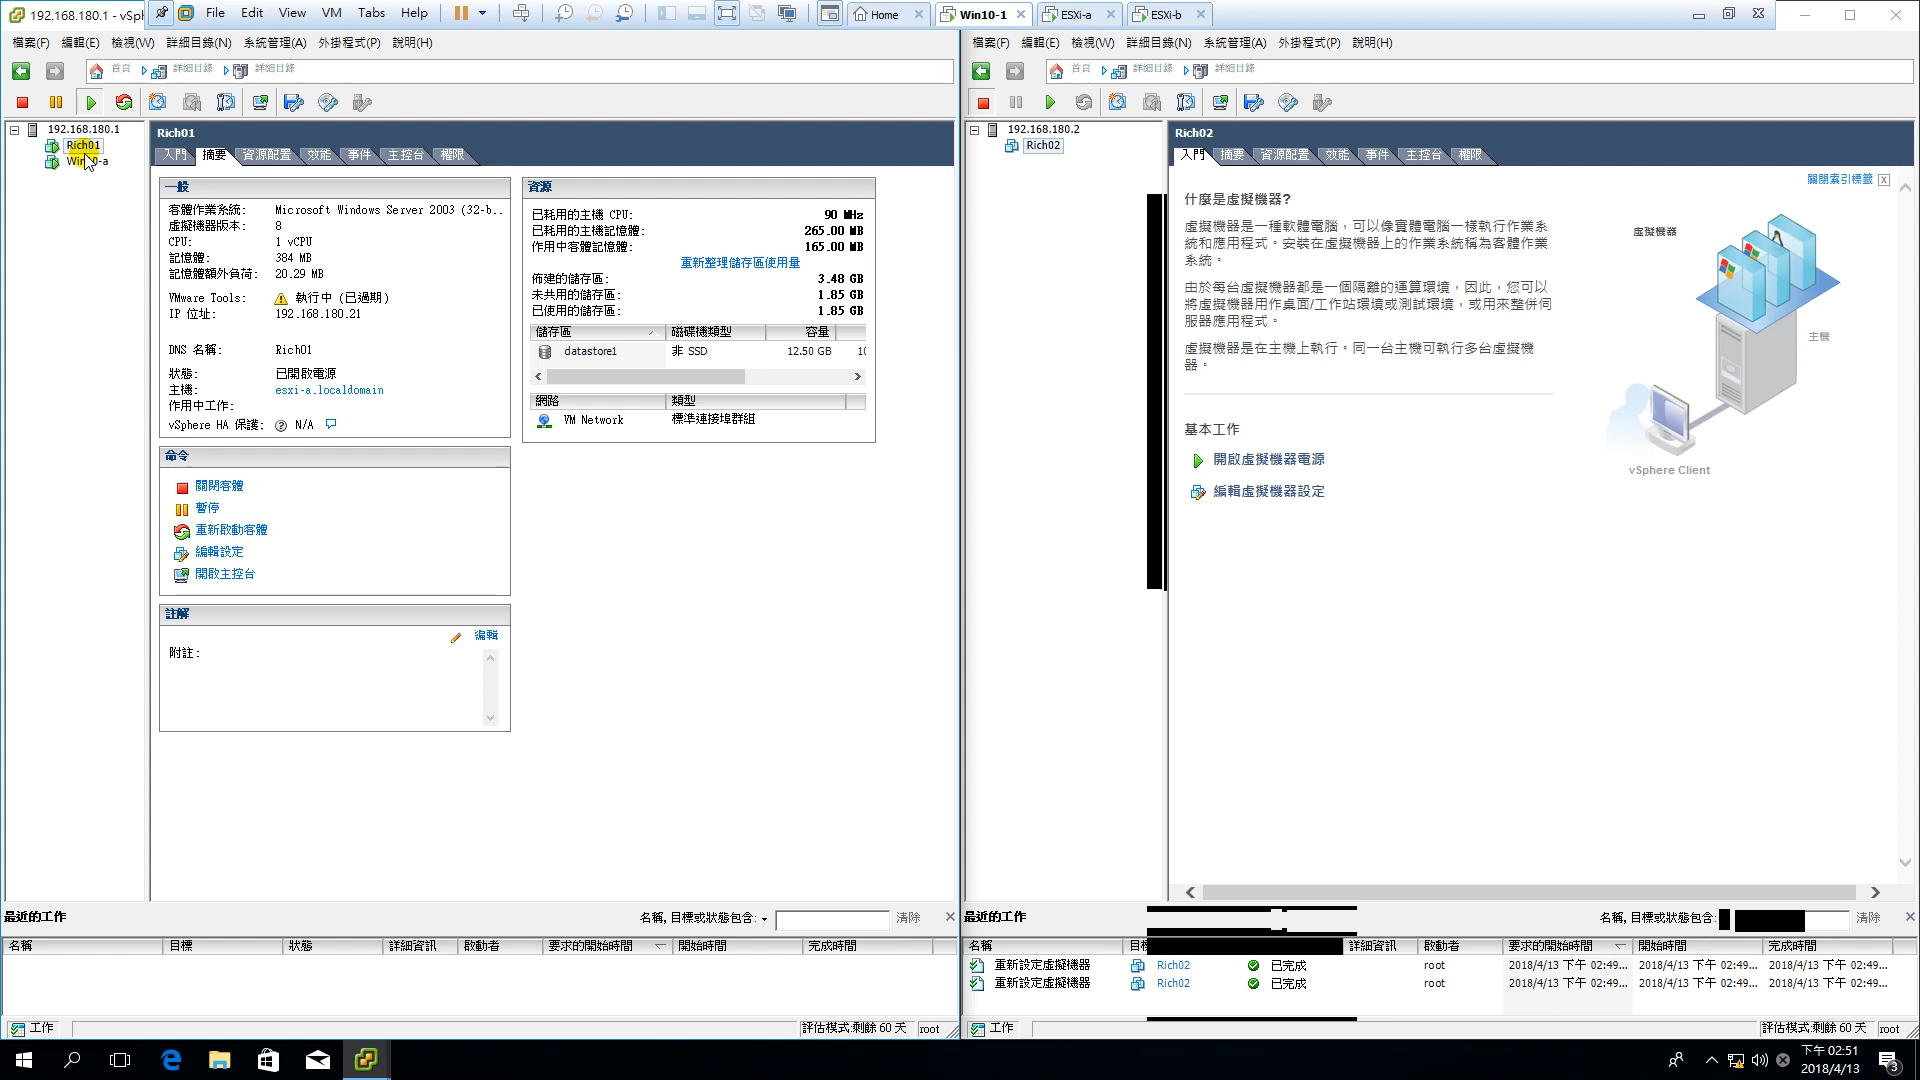 192.168.180.1 - vSph
File Edit View VM Tabs Help
Home Win10-1 ESXi-a ESXi-b
檔案(F) 編輯(E) 檢視(W) 詳細目錄(N) 系統管理(A) 外掛程式(P) 說明(H)
首頁 詳細目錄 詳細目錄
192.168.180.1
Rich01
Win10-a
Rich01
入門 摘要 資源配置 效能 事件 主控台 權限
一般
客體作業系統: Microsoft Windows Server 2003 (32-b..
虛擬機器版本: 8
CPU: 1 vCPU
記憶體: 384 MB
記憶體額外負荷: 20.29 MB
VMware Tools: 執行中 (已過期)
IP 位址: 192.168.180.21
DNS 名稱: Rich01
狀態: 已開啟電源
主機: esxi-a.localdomain
作用中工作:
vSphere HA 保護: N/A
命令
關閉客體
暫停
重新啟動客體
編輯設定
開啟主控台
註解
編輯
附註:
資源
已耗用的主機 CPU: 90 MHz
已耗用的主機記憶體: 265.00 MB
作用中客體記憶體: 165.00 MB
重新整理儲存區使用量
佈建的儲存區: 3.48 GB
未共用的儲存區: 1.85 GB
已使用的儲存區: 1.85 GB
儲存區 磁碟機類型 容量
datastore1 非 SSD 12.50 GB 10
網路 類型
VM Network 標準連接埠群組
最近的工作 名稱, 目標或狀態包含: 清除
名稱 目標 狀態 詳細資訊 啟動者 要求的開始時間 開始時間 完成時間
工作 評估模式:剩餘 60 天 root
檔案(F) 編輯(E) 檢視(W) 詳細目錄(N) 系統管理(A) 外掛程式(P) 說明(H)
首頁 詳細目錄 詳細目錄
192.168.180.2
Rich02
Rich02
入門 摘要 資源配置 效能 事件 主控台 權限
關閉索引標籤 X
什麼是虛擬機器?
虛擬機器是一種軟體電腦，可以像實體電腦一樣執行作業系
統和應用程式。安裝在虛擬機器上的作業系統稱為客體作業
系統。
由於每台虛擬機器都是一個隔離的運算環境，因此，您可以
將虛擬機器用作桌面/工作站環境或測試環境，或用來整併伺
服器應用程式。
虛擬機器是在主機上執行。同一台主機可執行多台虛擬機
器。
基本工作
開啟虛擬機器電源
編輯虛擬機器設定
虛擬機器
主機
vSphere Client
最近的工作 名稱, 目標或狀態包含: 清除
名稱 目標 詳細資訊 啟動者 要求的開始時間 開始時間 完成時間
重新設定虛擬機器 Rich02 已完成 root 2018/4/13 下午 02:49... 2018/4/13 下午 02:49... 2018/4/13 下午 02:49...
重新設定虛擬機器 Rich02 已完成 root 2018/4/13 下午 02:49... 2018/4/13 下午 02:49... 2018/4/13 下午 02:49...
工作 評估模式:剩餘 60 天 root
下午 02:51
2018/4/13
3